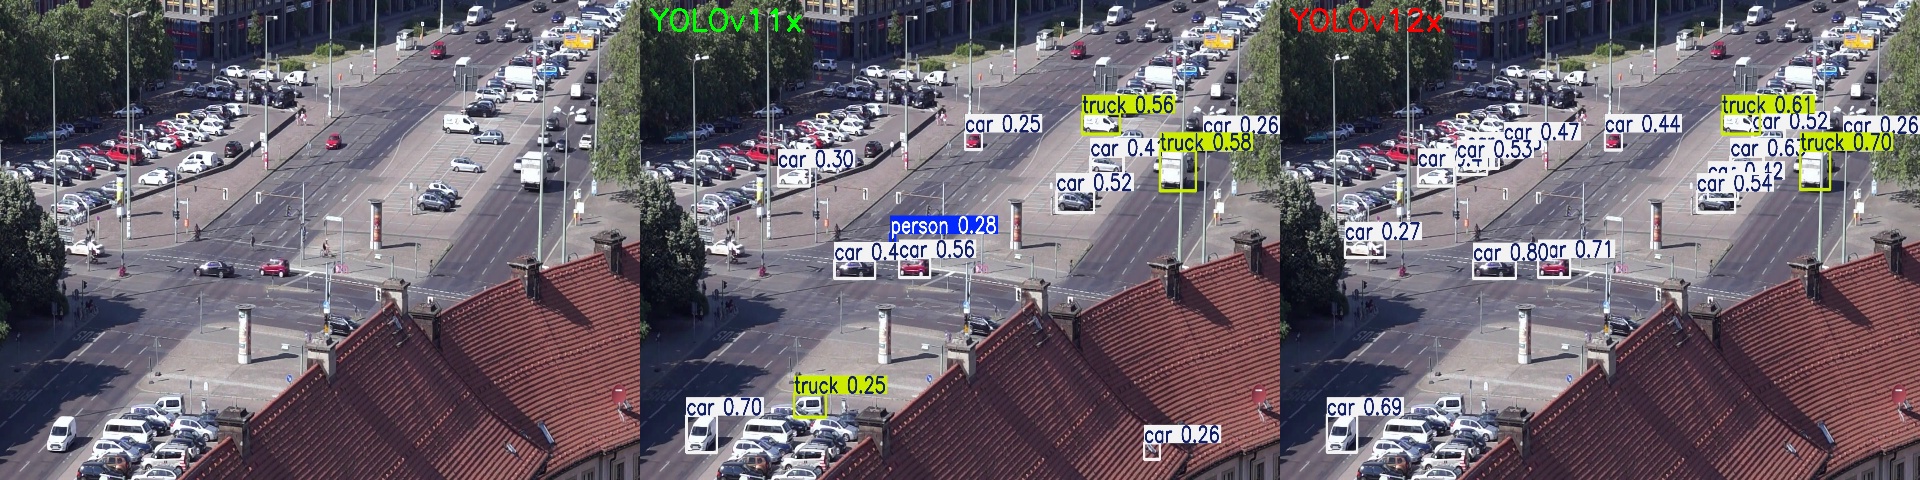 YOLOv11x
truck 0.56
car 0.25
car 0.26
truck 0.58
car 0.4
car 0.30
car 0.52
person 0.28
car 0.4
car 0.56
truck 0.25
car 0.70
car 0.26
YOLOv12x
truck 0.61
car 0.44
0.52
car 0.26
car 0.47
truck 0.70
car 0.53
car 0.6
car 0.54
car 0.27
car 0.80
car 0.71
car 0.69